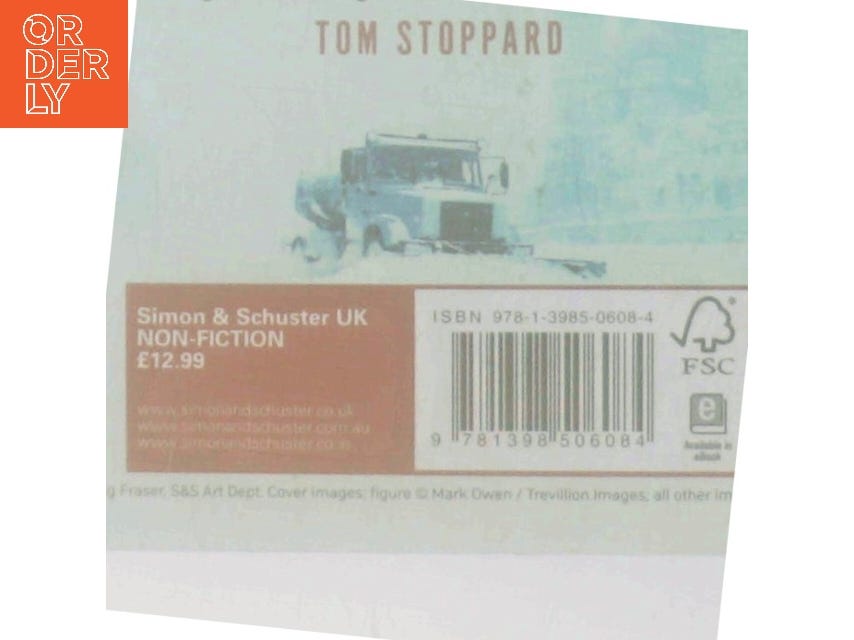 OR
DER
LY
TOM STOPPARD
Simon & Schuster UK
NON-FICTION
£12.99
www.simonandschuster.co.uk
www.simonandschuster.com.au
www.simonandschuster.co.in
ISBN 978-1-3985-0608-4
9 781398 506084
FSC
e
Available as
eBook
g Fraser, S&S Art Dept. Cover images: figure © Mark Owen / Trevillion Images; all other im